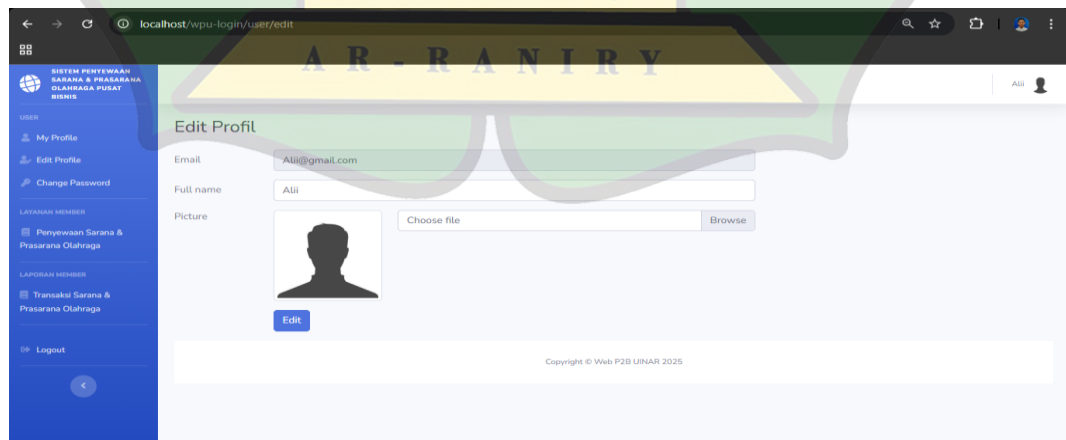 localhost/wpu-login/user/edit
AR-RANIRY
SISTEM PENYEWAAN
SARANA & PRASARANA
OLAHRAGA PUSAT
BISNIS
Alii
USER
My Profile
Edit Profile
Change Password
LAYANAN MEMBER
Penyewaan Sarana &
Prasarana Olahraga
LAPORAN MEMBER
Transaksi Sarana &
Prasarana Olahraga
Logout
Edit Profil
Email Alii@gmail.com
Full name Alii
Picture Choose file Browse
Edit
Copyright © Web P2B UINAR 2025